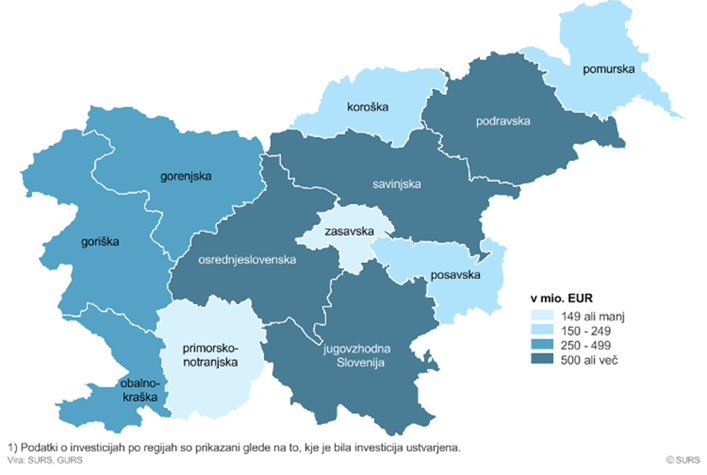 pomurska
koroška
podravska
gorenjska
savinjska
zasavska
goriška
osrednjeslovenska
posavska
v mio. EUR
149 ali manj
150 - 249
250 - 499
500 ali več
primorsko-
notranjska
jugovzhodna
Slovenija
obalno-
kraška
1) Podatki o investicijah po regijah so prikazani glede na to, kje je bila investicija ustvarjena.
Vira: SURS, GURS
© SURS